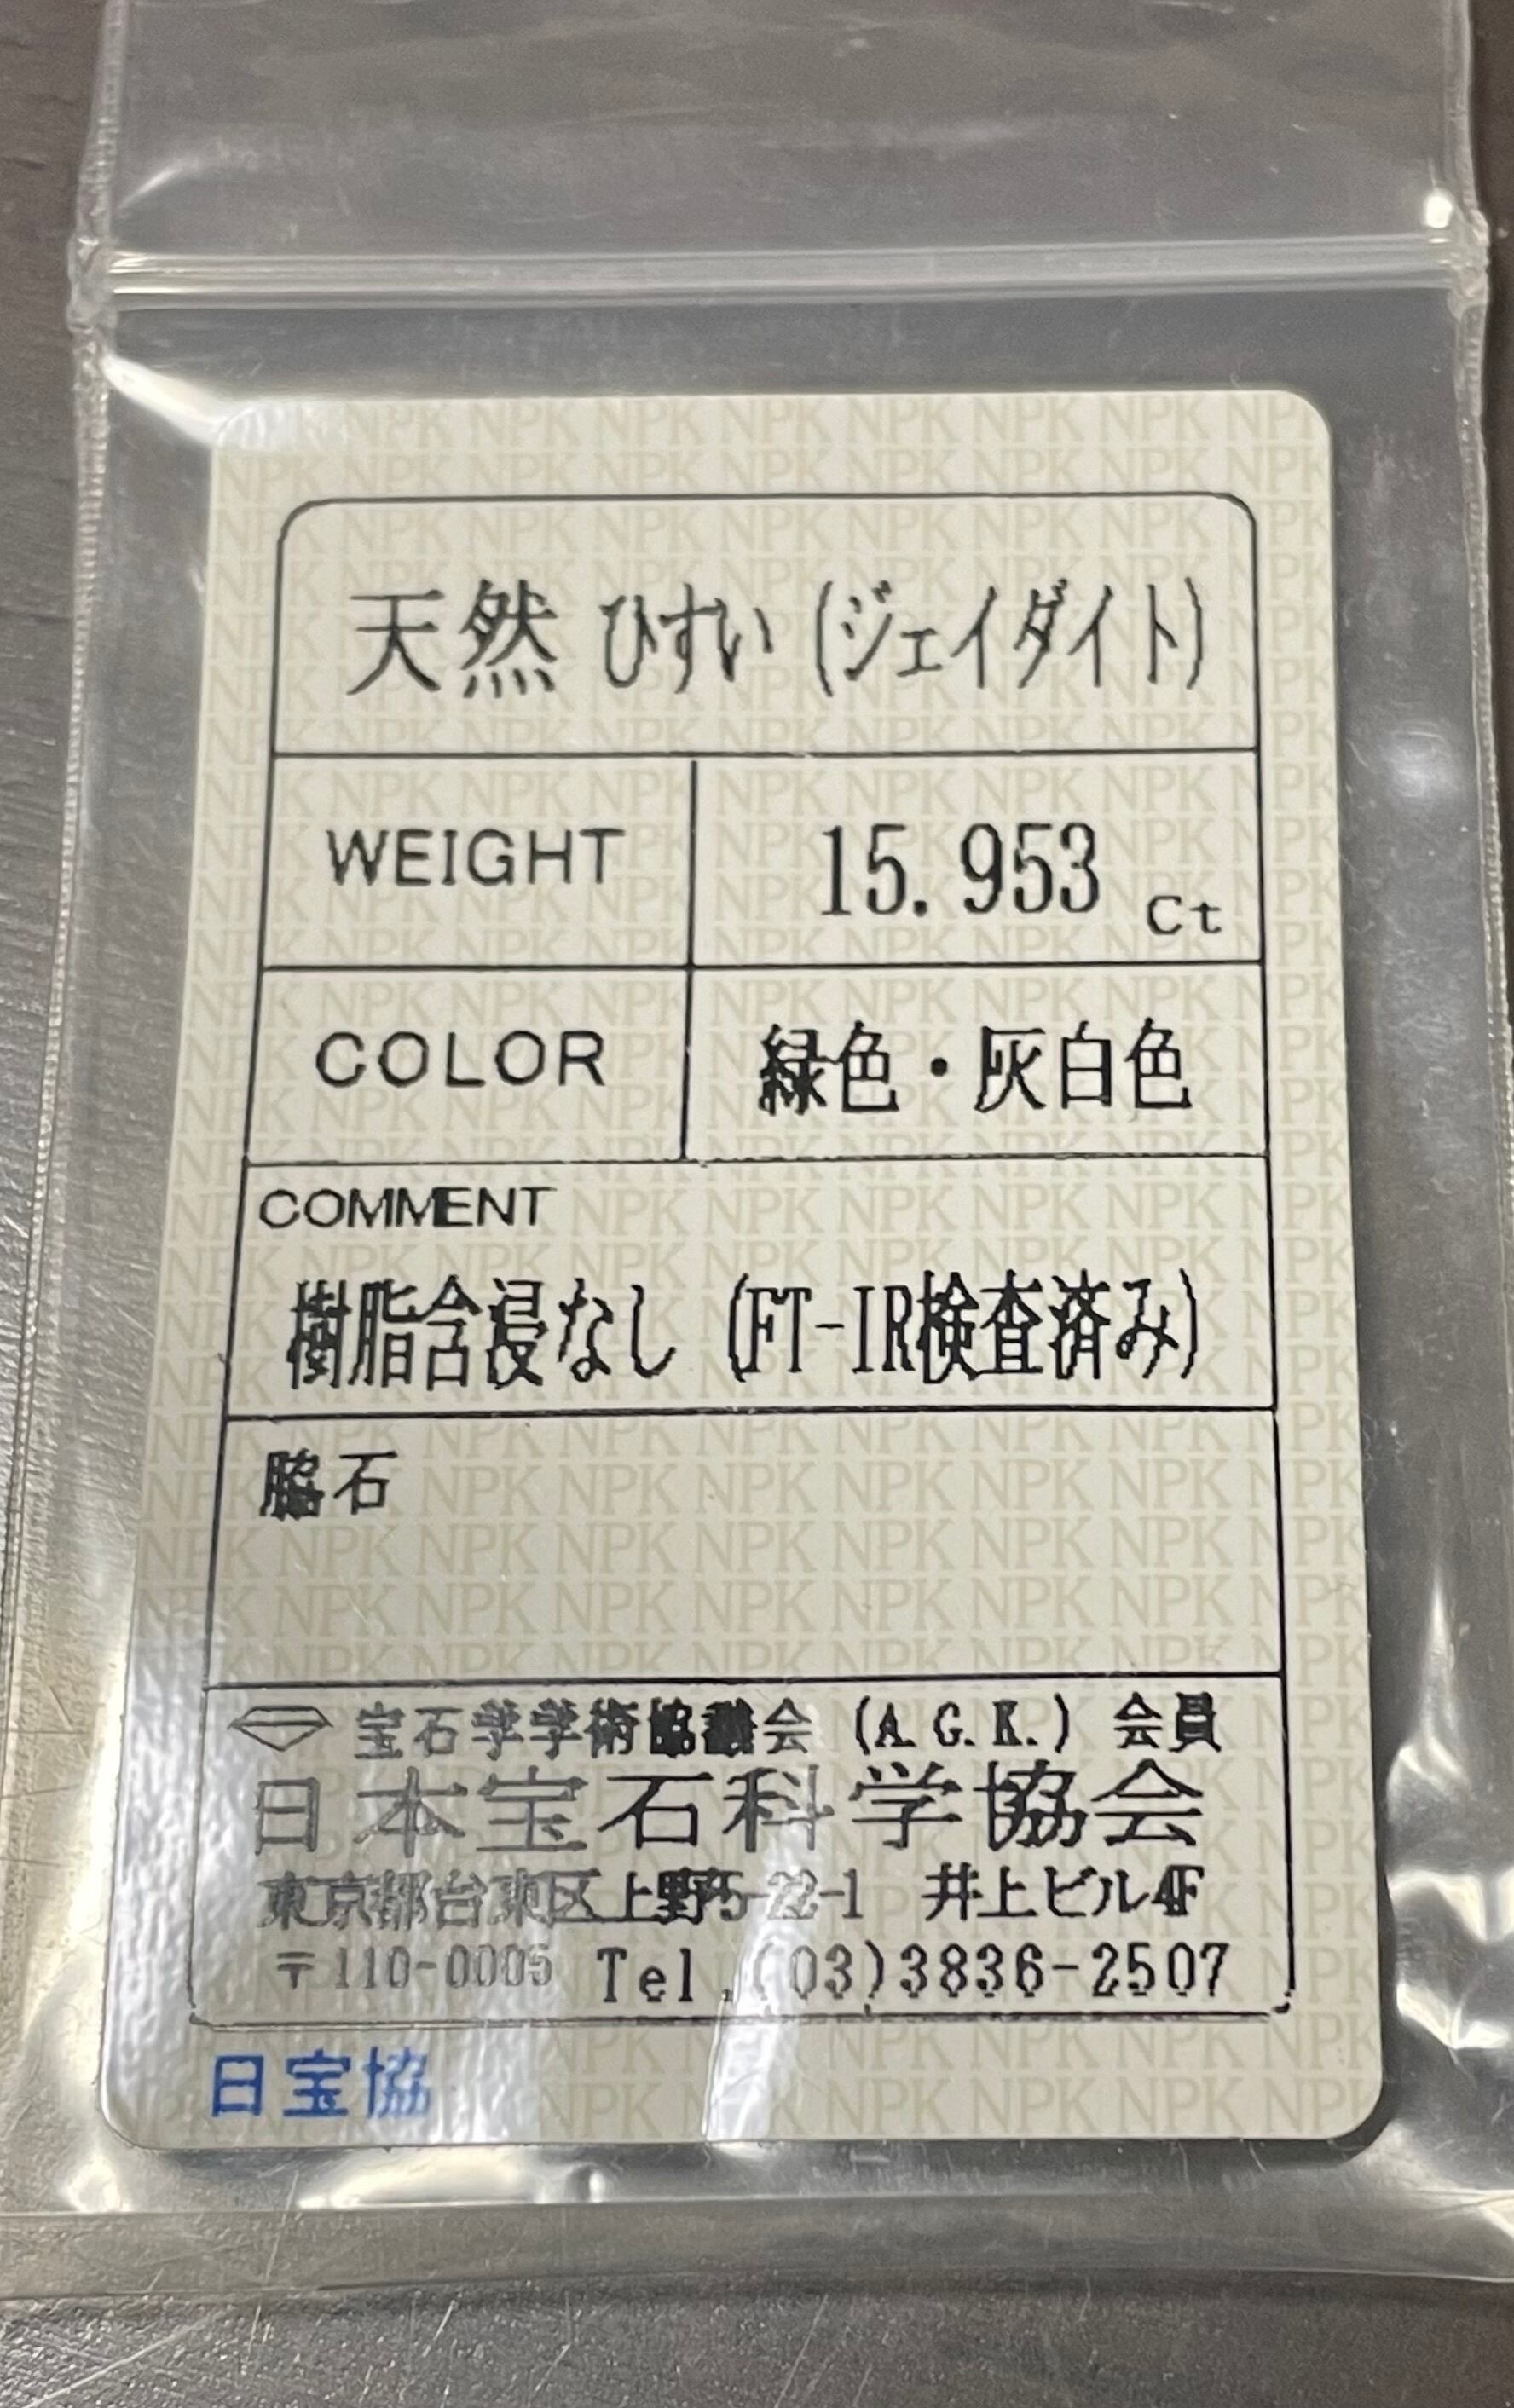 天然 ひすい (ジェイダイト)
WEIGHT 15.953 Ct
COLOR 緑色・灰白色
COMMENT
樹脂含浸なし (FT-IR検査済み)
脇石
宝石学学術協議会 (A.G.K.) 会員
日本宝石科学協会
東京都台東区上野5-22-1 井上ビル4F
〒110-0005 Tel.(03)3836-2507
日宝協